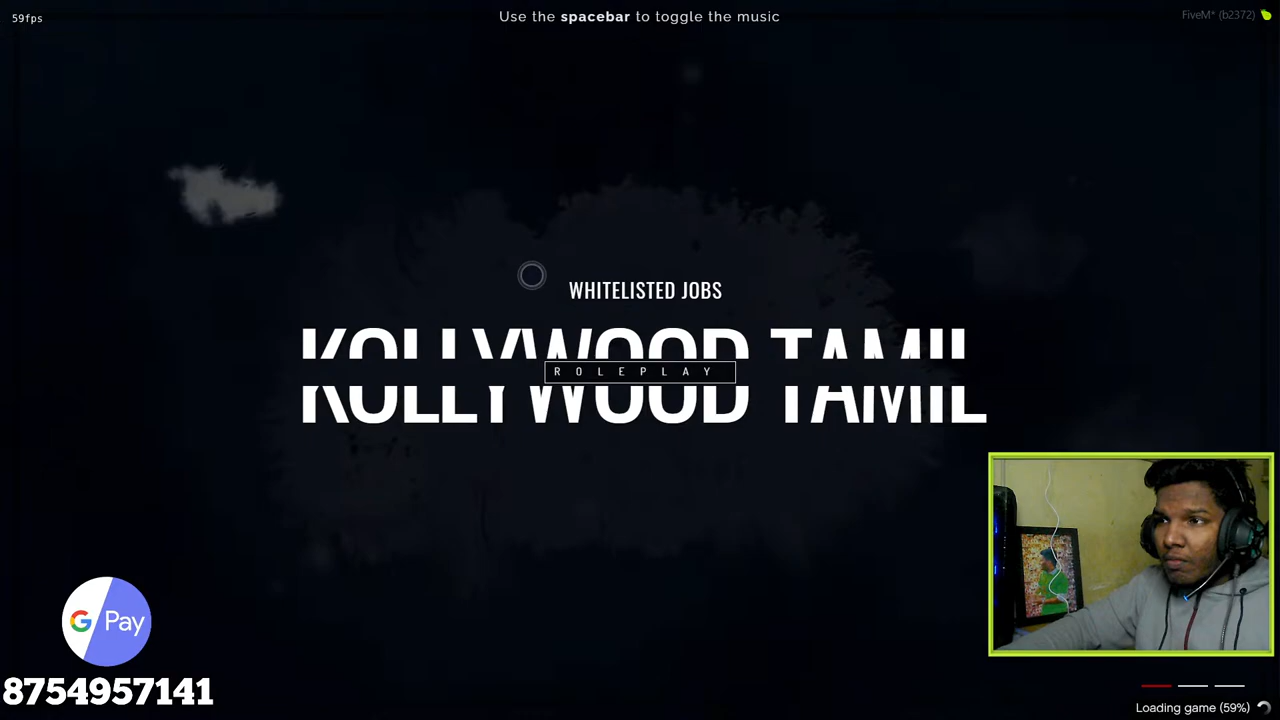 59fps
Use the spacebar to toggle the music
FiveM* (b2372)
WHITELISTED JOBS
KOLLYWOOD TAMIL
ROLEPLAY
G Pay
8754957141
Loading game (59%)